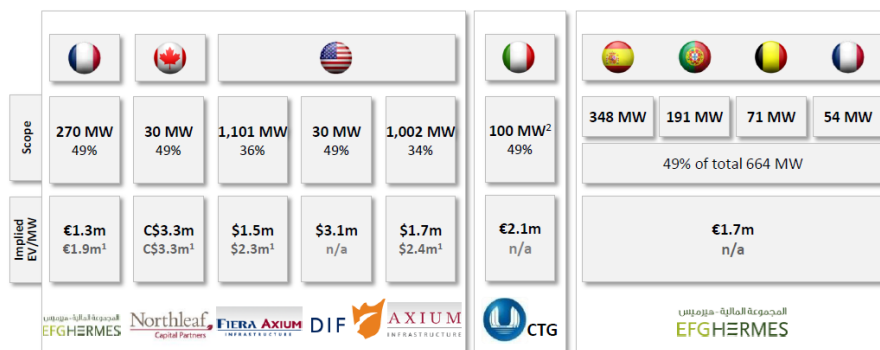 Scope
270 MW
49%
30 MW
49%
1,101 MW
36%
30 MW
49%
1,002 MW
34%
100 MW²
49%
348 MW
191 MW
71 MW
54 MW
49% of total 664 MW
Implied
EV/MW
€1.3m
€1.9m¹
C$3.3m
C$3.3m¹
$1.5m
$2.3m¹
$3.1m
n/a
$1.7m
$2.4m¹
€2.1m
n/a
€1.7m
n/a
المجموعة المالية - هيرميس
EFGHERMES
Northleaf
Capital Partners
FIERA AXIUM
INFRASTRUCTURE
DIF
AXIUM
INFRASTRUCTURE
CTG
المجموعة المالية - هيرميس
EFGHERMES